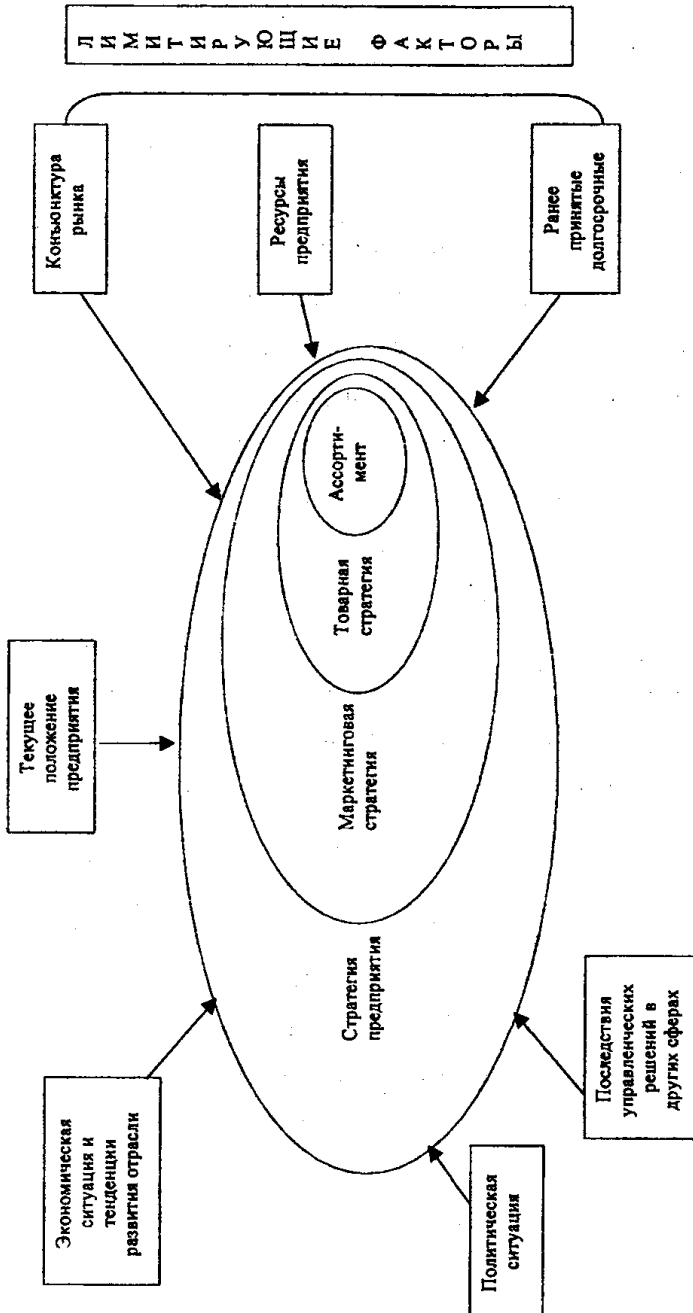 Экономическая
ситуация и
тенденции
развития отрасли
Текущее
положение
предприятия
Конъюнктура
рынка
ЛИМИТИРУЮЩИЕ ФАКТОРЫ
Ресурсы
предприятия
Ранее
принятые
долгосрочные
Стратегия
предприятия
Маркетинговая
стратегия
Товарная
стратегия
Ассорти-
мент
Политическая
ситуация
Последствия
управленческих
решений в
других сферах